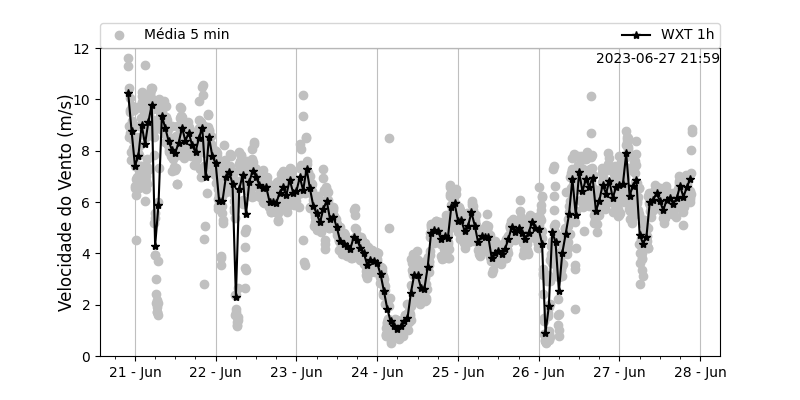 Média 5 min
WXT 1h
2023-06-27 21:59
Velocidade do Vento (m/s)
12
10
8
6
4
2
0
21 - Jun
22 - Jun
23 - Jun
24 - Jun
25 - Jun
26 - Jun
27 - Jun
28 - Jun